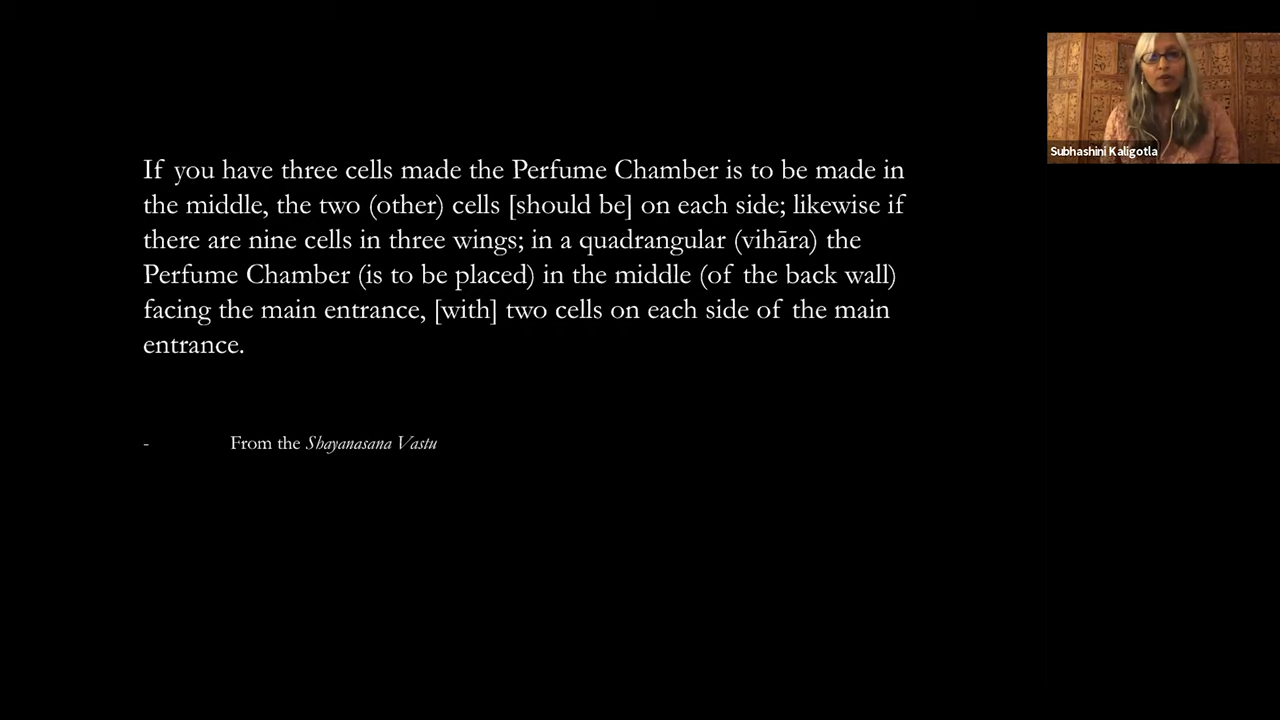 If you have three cells made the Perfume Chamber is to be made in
the middle, the two (other) cells [should be] on each side; likewise if
there are nine cells in three wings; in a quadrangular (vihāra) the
Perfume Chamber (is to be placed) in the middle (of the back wall)
facing the main entrance, [with] two cells on each side of the main
entrance.
- From the Shayanasana Vastu
Subhashini Kaligotla